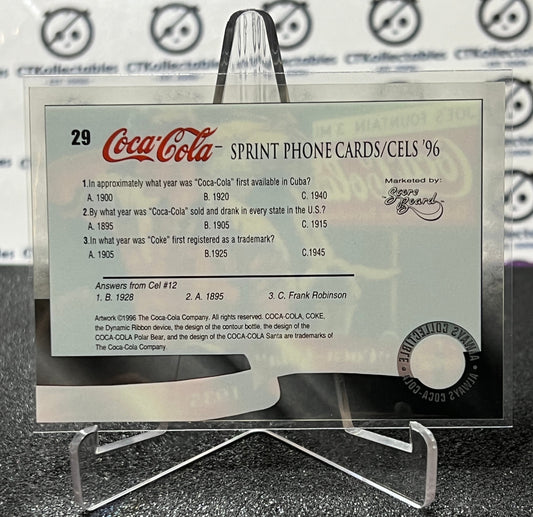 CTKollectables
29 Coca-Cola SPRINT PHONE CARDS/CELS '96
Marketed by:
Score Board
1.In approximately what year was "Coca-Cola" first available in Cuba?
A. 1900 B. 1920 C. 1940
2.By what year was "Coca-Cola" sold and drank in every state in the U.S.?
A. 1895 B. 1905 C. 1915
3.In what year was "Coke" first registered as a trademark?
A. 1905 B.1925 C.1945
Answers from Cel #12
1. B. 1928 2. A. 1895 3. C. Frank Robinson
Artwork ©1996 The Coca-Cola Company. All rights reserved. COCA-COLA, COKE,
the Dynamic Ribbon device, the design of the contour bottle, the design of the
COCA-COLA Polar Bear, and the design of the COCA-COLA Santa are trademarks of
The Coca-Cola Company.
ALWAYS COLLECTIBLE
ALWAYS COCA-COLA
JOE'S FOUNTAIN 3 MI
1935